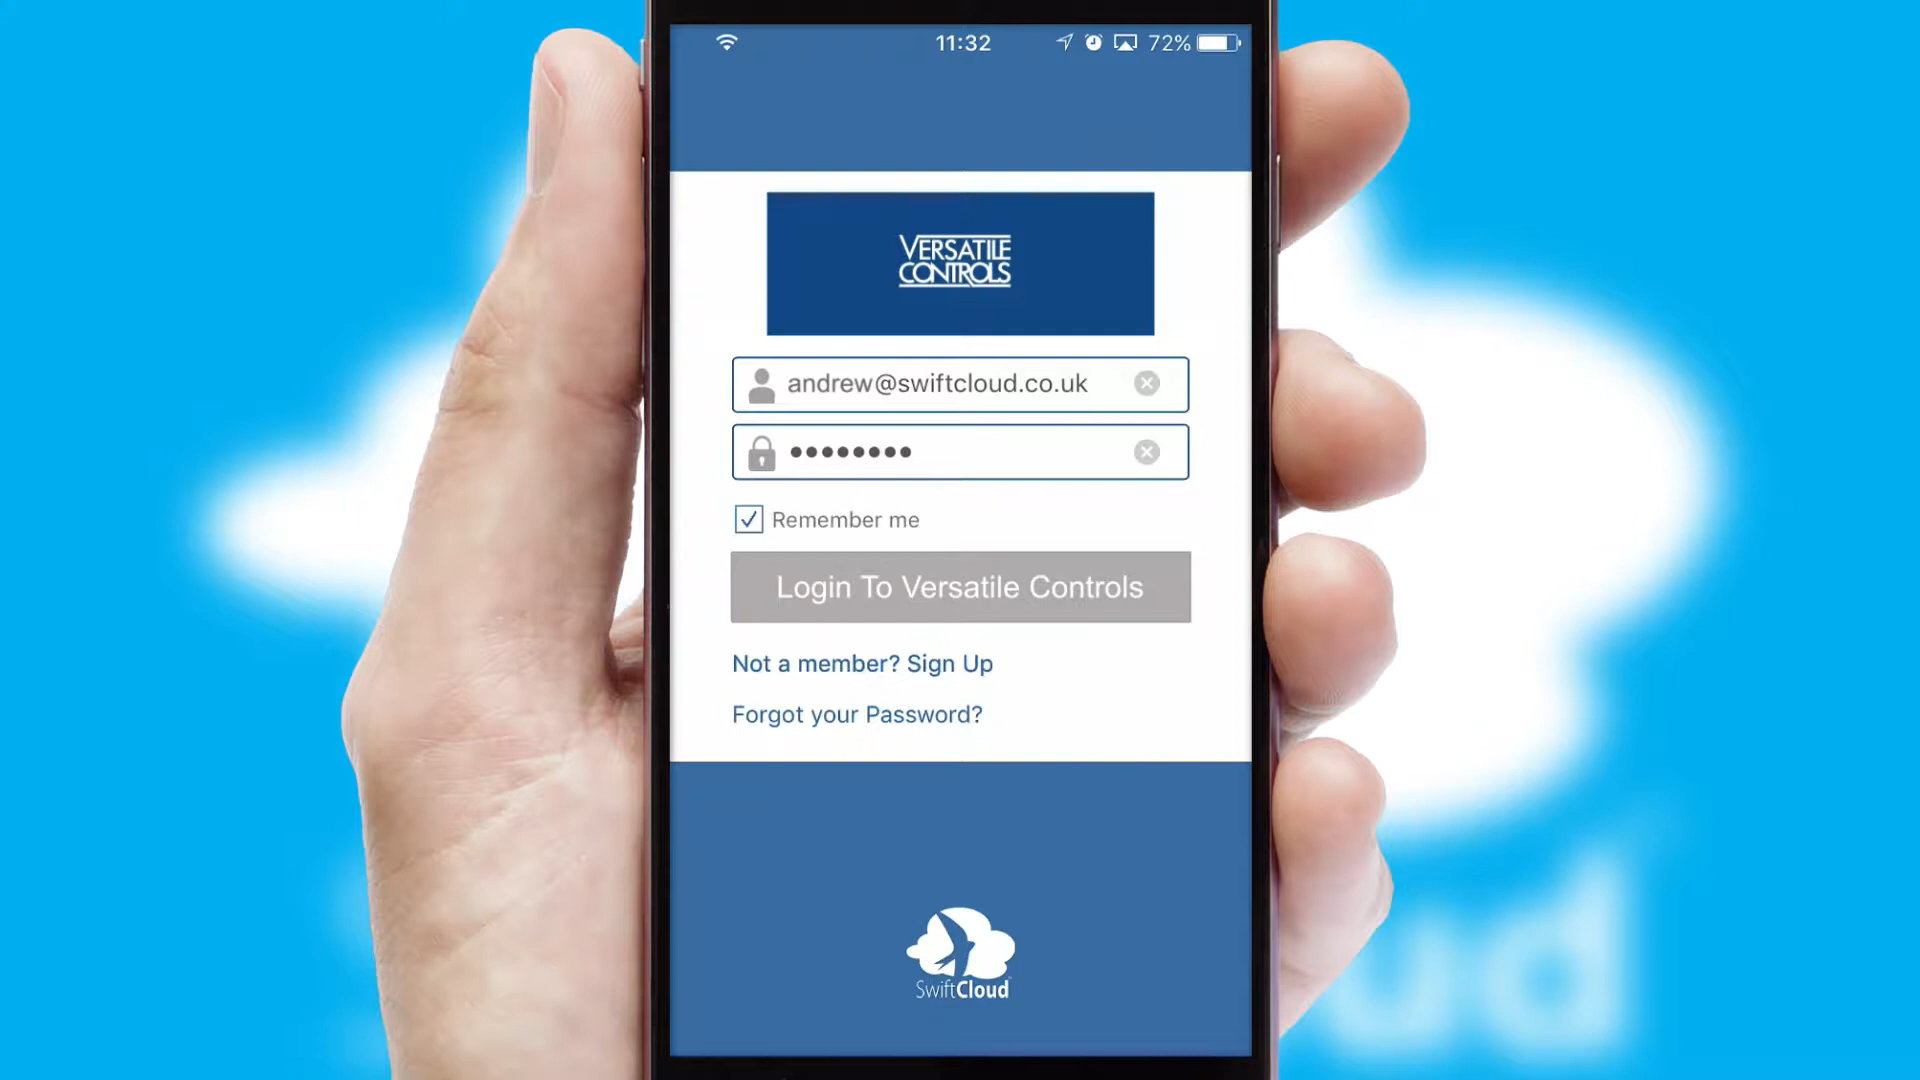 11:32
72%
VERSATILE
CONTROLS
andrew@swiftcloud.co.uk
••••••••
Remember me
Login To Versatile Controls
Not a member? Sign Up
Forgot your Password?
SwiftCloud
ud